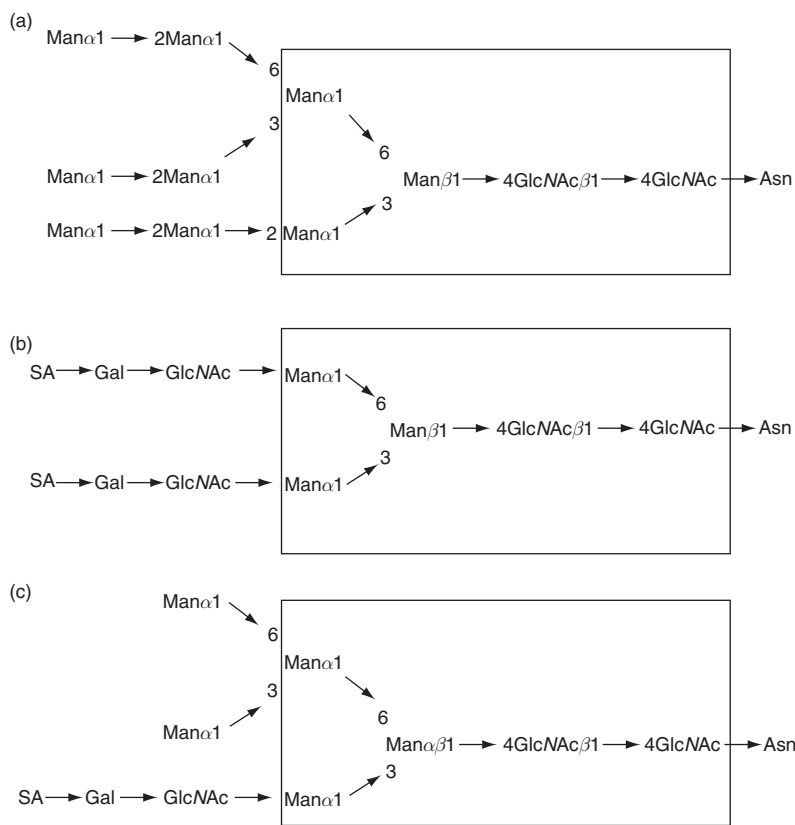 (a)
Manα1 → 2Manα1
6
Manα1
3
6
Manα1 → 2Manα1
Manβ1 → 4GlcNAcβ1 → 4GlcNAc → Asn
3
Manα1 → 2Manα1 → 2 Manα1
(b)
SA → Gal → GlcNAc → Manα1
6
Manβ1 → 4GlcNAcβ1 → 4GlcNAc → Asn
3
SA → Gal → GlcNAc → Manα1
(c)
Manα1
6
Manα1
3
6
Manα1
Manαβ1 → 4GlcNAcβ1 → 4GlcNAc → Asn
3
SA → Gal → GlcNAc → Manα1